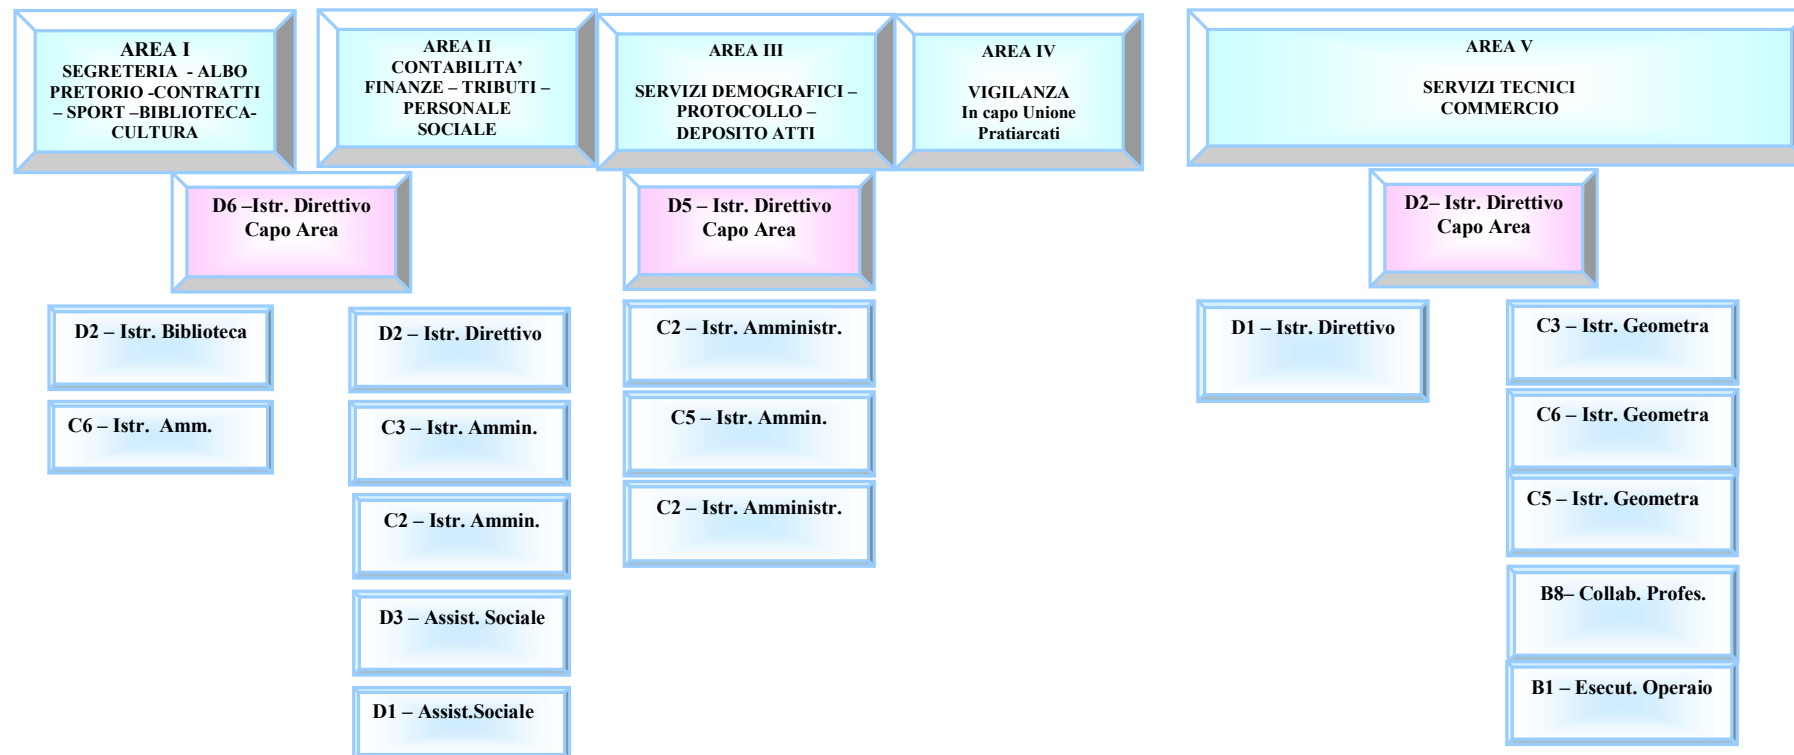 AREA I
SEGRETERIA - ALBO
PRETORIO -CONTRATTI
– SPORT –BIBLIOTECA-
CULTURA
AREA II
CONTABILITA’
FINANZE – TRIBUTI –
PERSONALE
SOCIALE
AREA III
SERVIZI DEMOGRAFICI –
PROTOCOLLO –
DEPOSITO ATTI
AREA IV
VIGILANZA
In capo Unione
Pratiarcati
AREA V
SERVIZI TECNICI
COMMERCIO
D6 –Istr. Direttivo
Capo Area
D5 – Istr. Direttivo
Capo Area
D2– Istr. Direttivo
Capo Area
D2 – Istr. Biblioteca
C6 – Istr. Amm.
D2 – Istr. Direttivo
C3 – Istr. Ammin.
C2 – Istr. Ammin.
D3 – Assist. Sociale
D1 – Assist.Sociale
C2 – Istr. Amministr.
C5 – Istr. Ammin.
C2 – Istr. Amministr.
D1 – Istr. Direttivo
C3 – Istr. Geometra
C6 – Istr. Geometra
C5 – Istr. Geometra
B8– Collab. Profes.
B1 – Esecut. Operaio